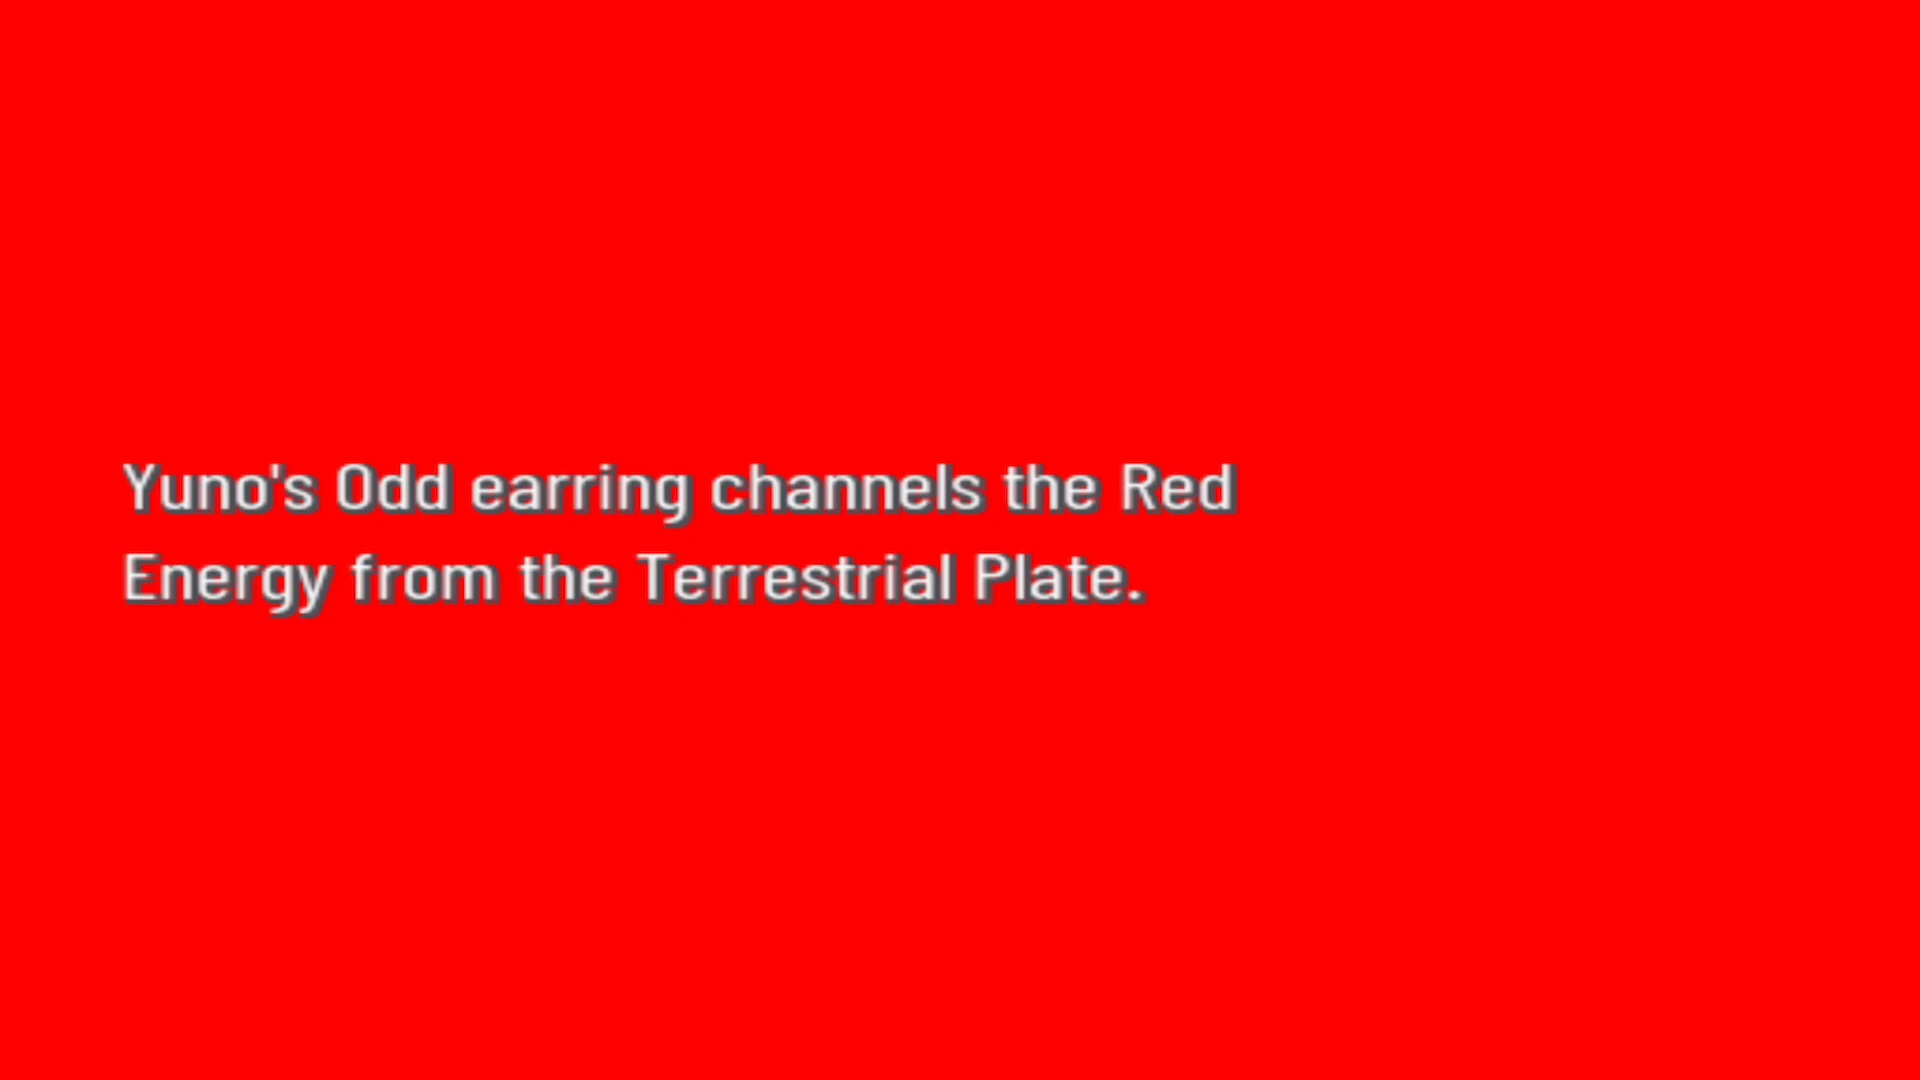 Yuno's Odd earring channels the Red
Energy from the Terrestrial Plate.